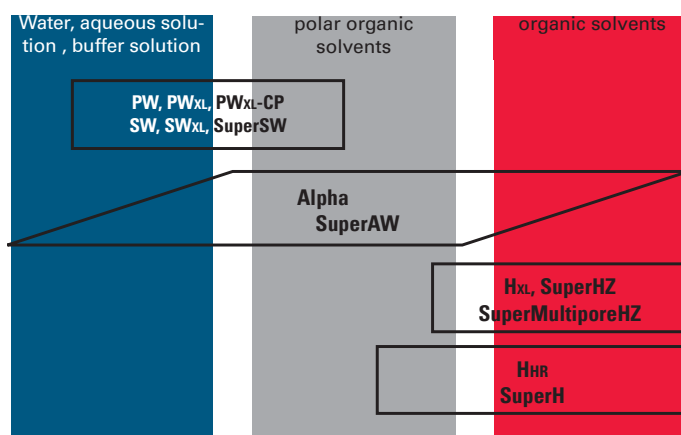 Water, aqueous solu-
tion , buffer solution
polar organic
solvents
organic solvents
PW, PWXL, PWXL-CP
SW, SWXL, SuperSW
Alpha
SuperAW
HXL, SuperHZ
SuperMultiporeHZ
HHR
SuperH